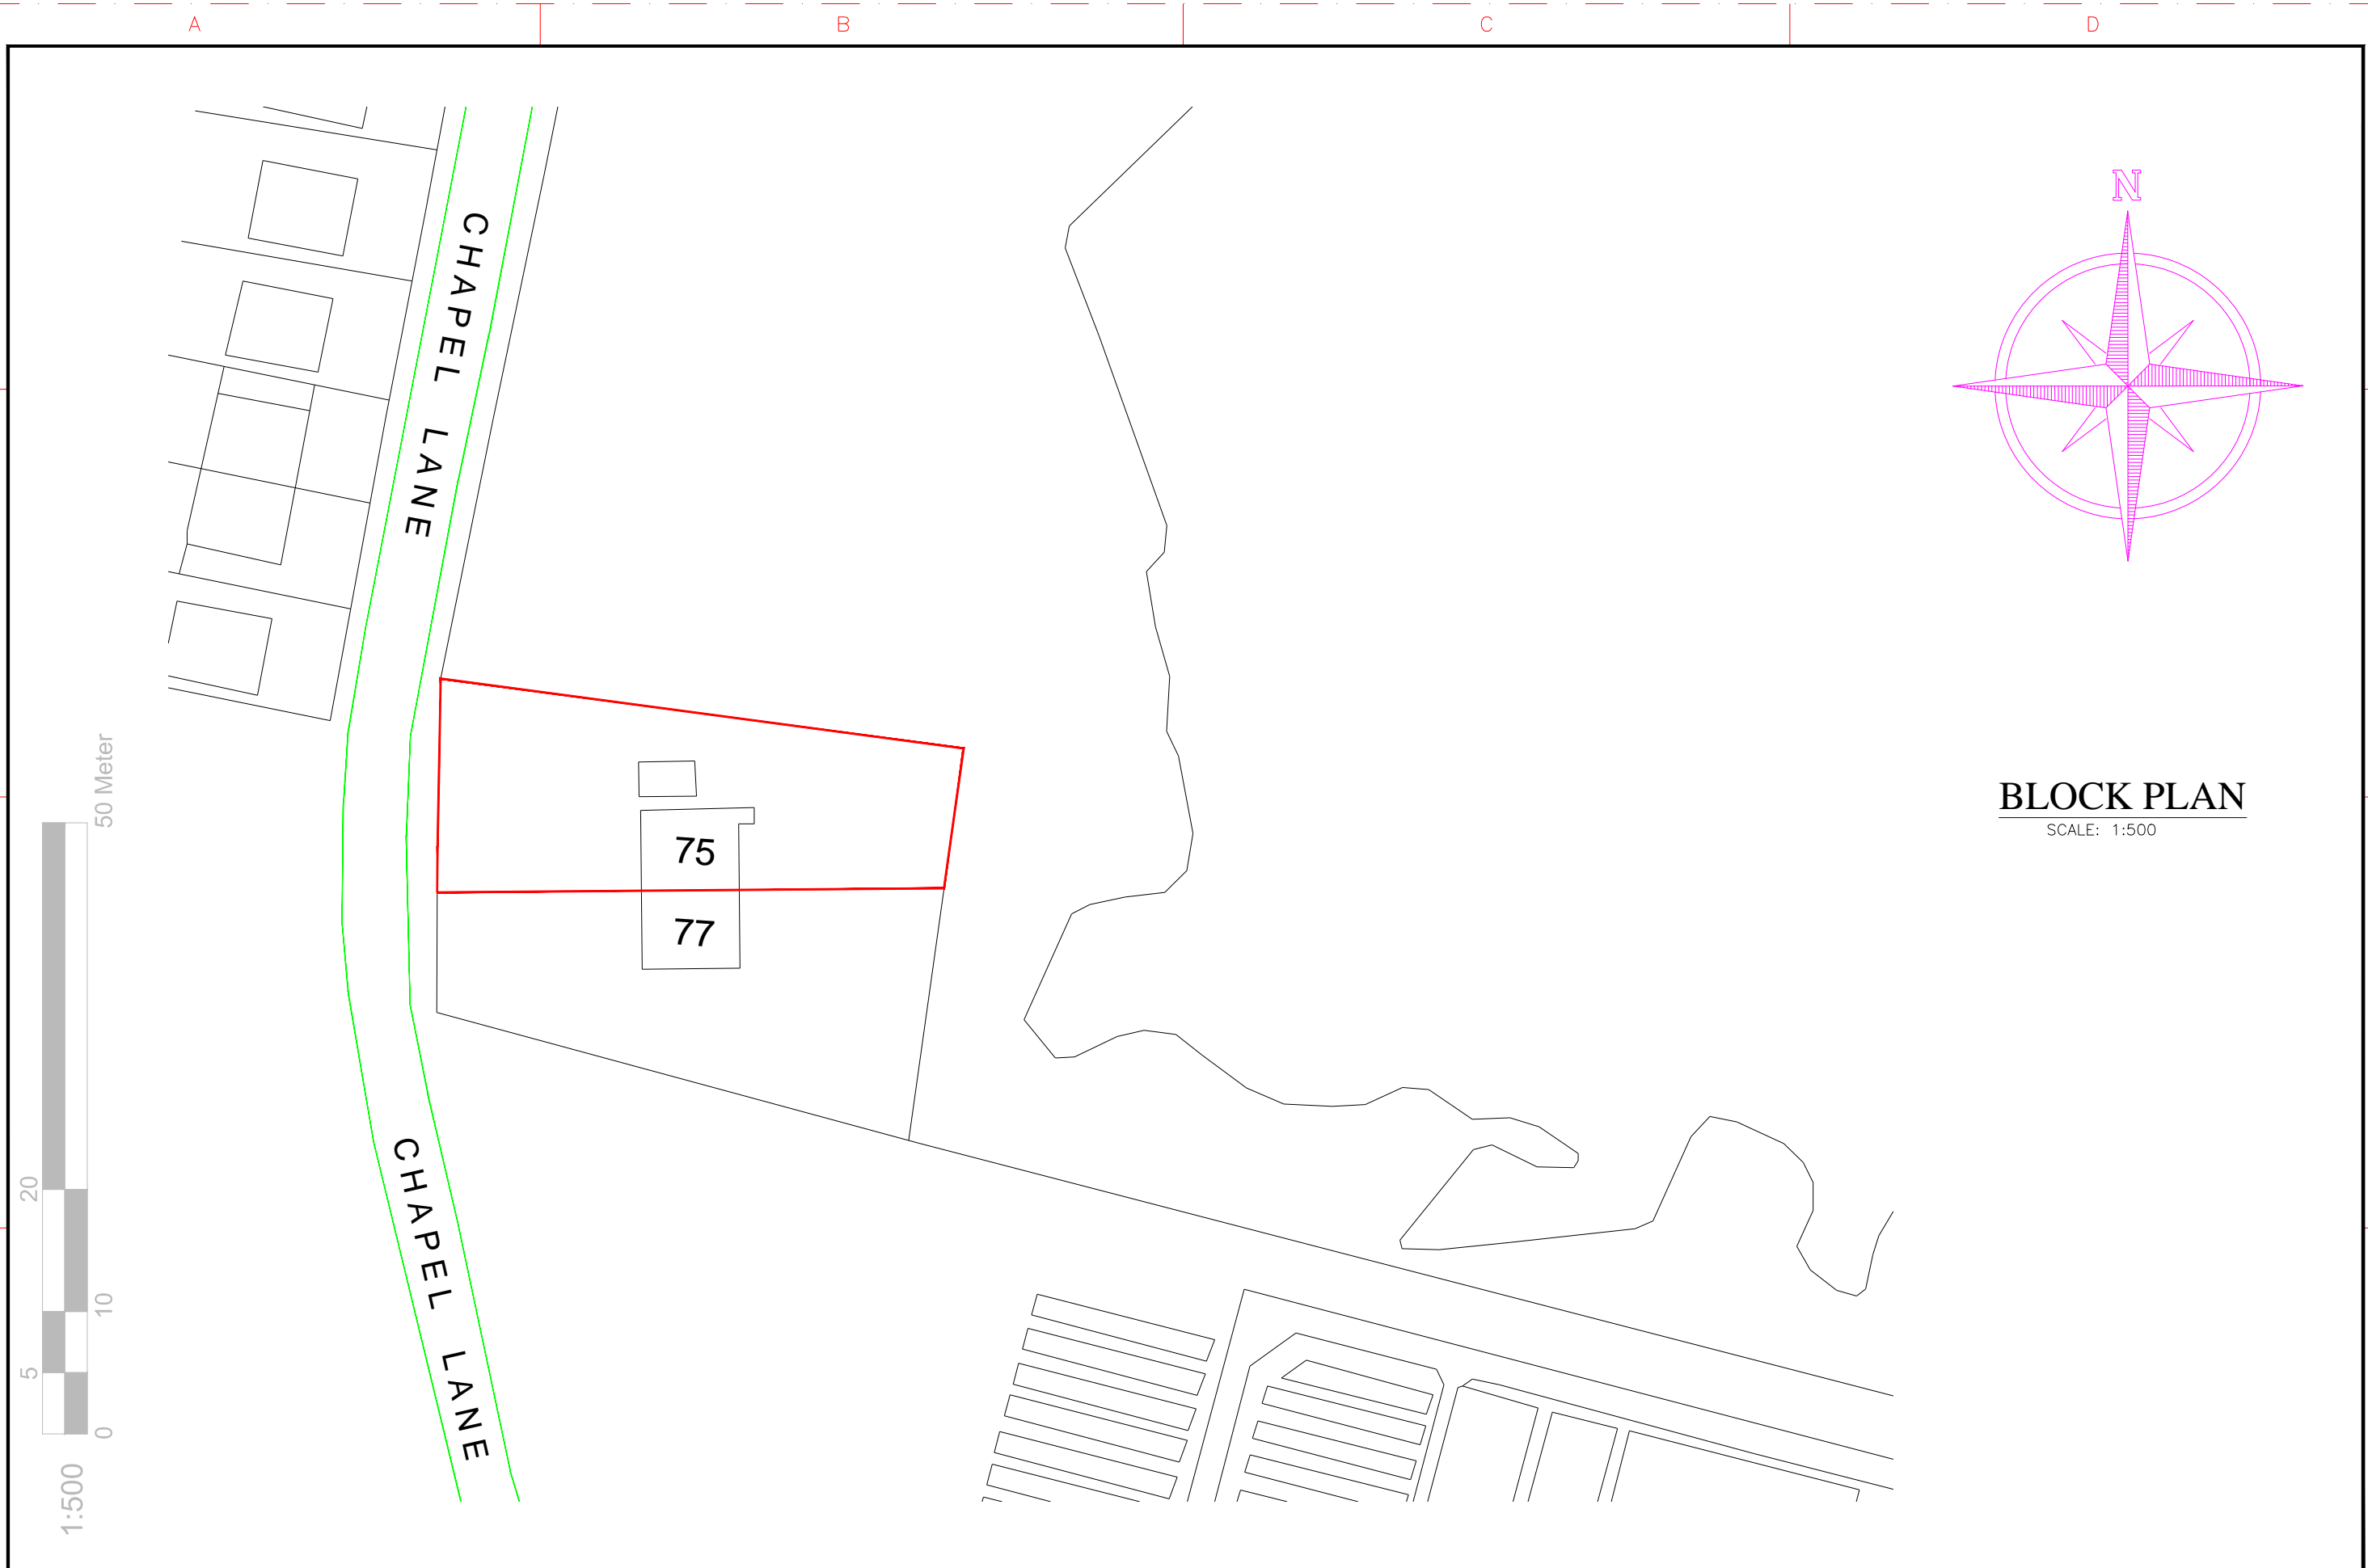 A B C D
N
CHAPEL LANE
50 Meter
BLOCK PLAN
SCALE: 1:500
75
77
20
10
5
0
1:500
CHAPEL LANE